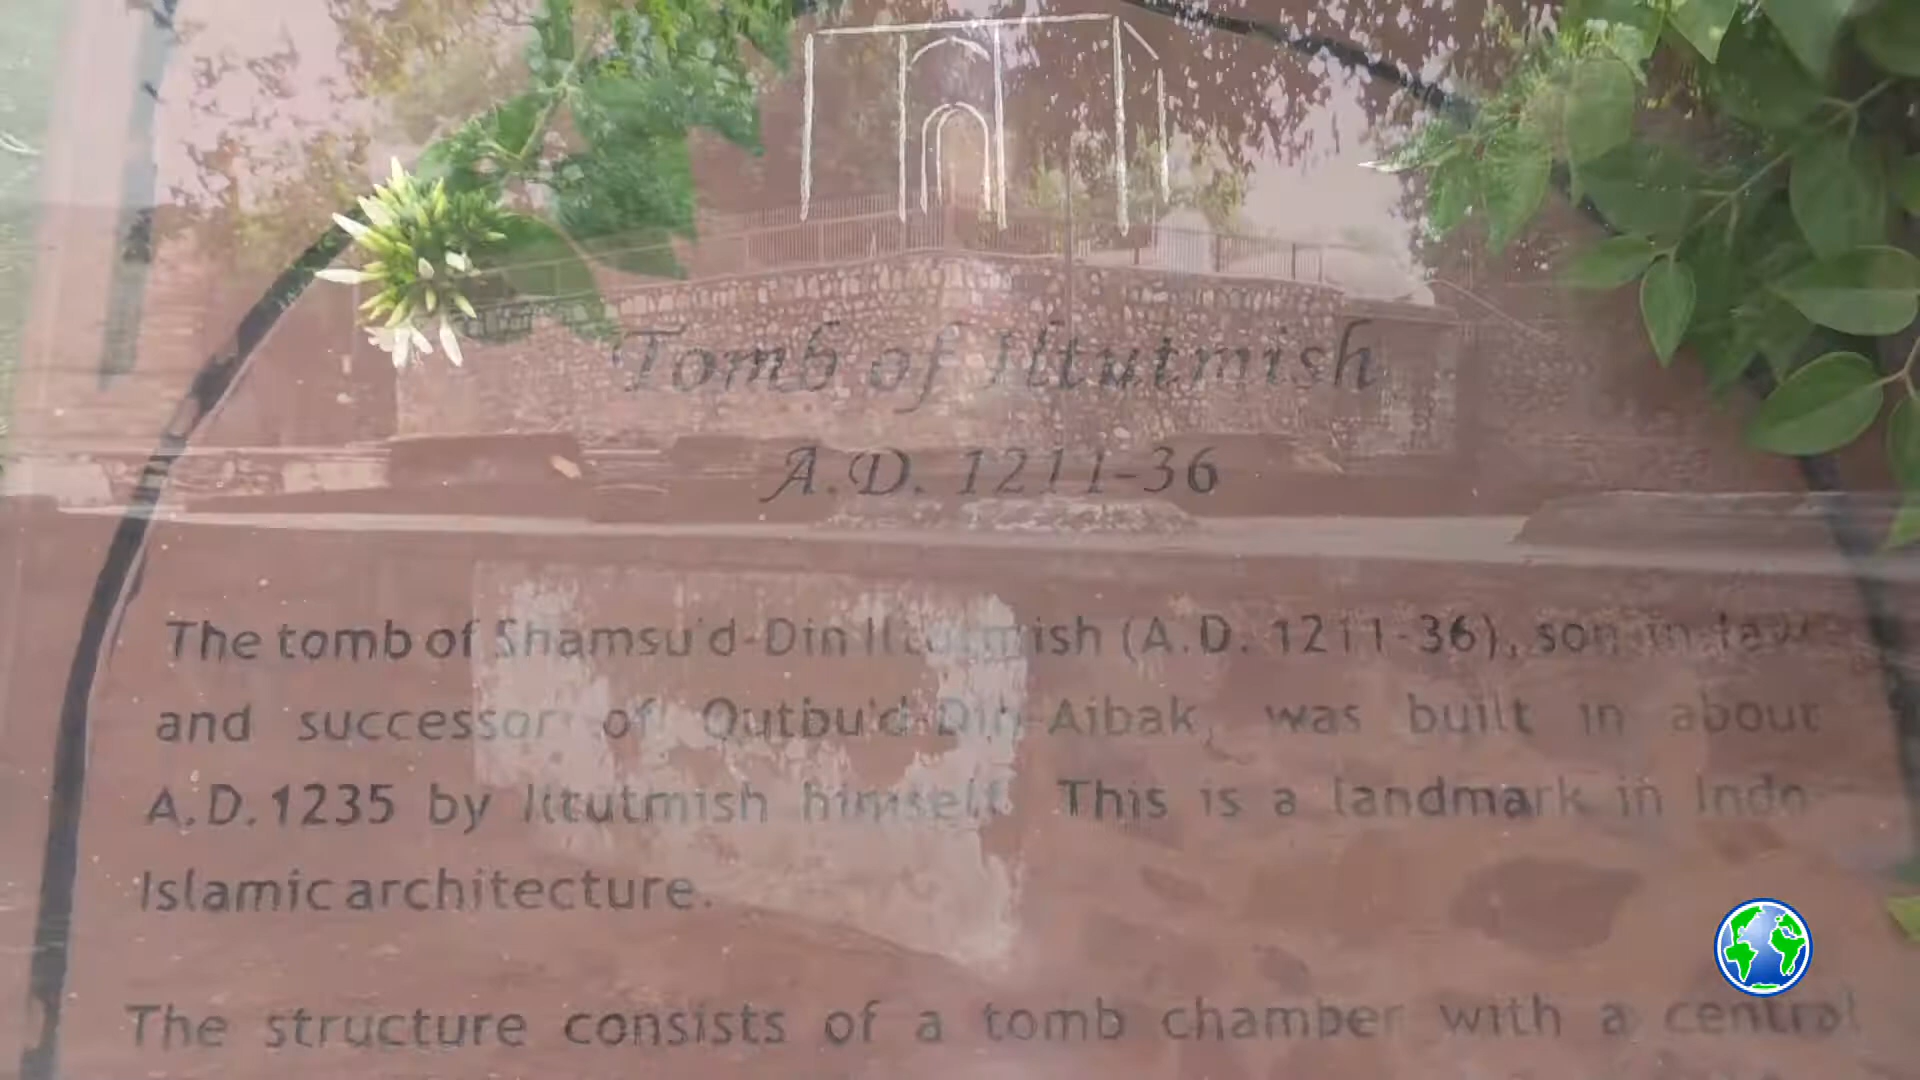 Tomb of Iltutmish
A.D. 1211-36
The tomb of Shamsu'd-Din Iltutmish (A.D. 1211-36), son-in-law
and successor of Qutbu'd-Din-Aibak, was built in about
A.D. 1235 by Iltutmish himself. This is a landmark in Indo-
Islamic architecture.
The structure consists of a tomb chamber with a central